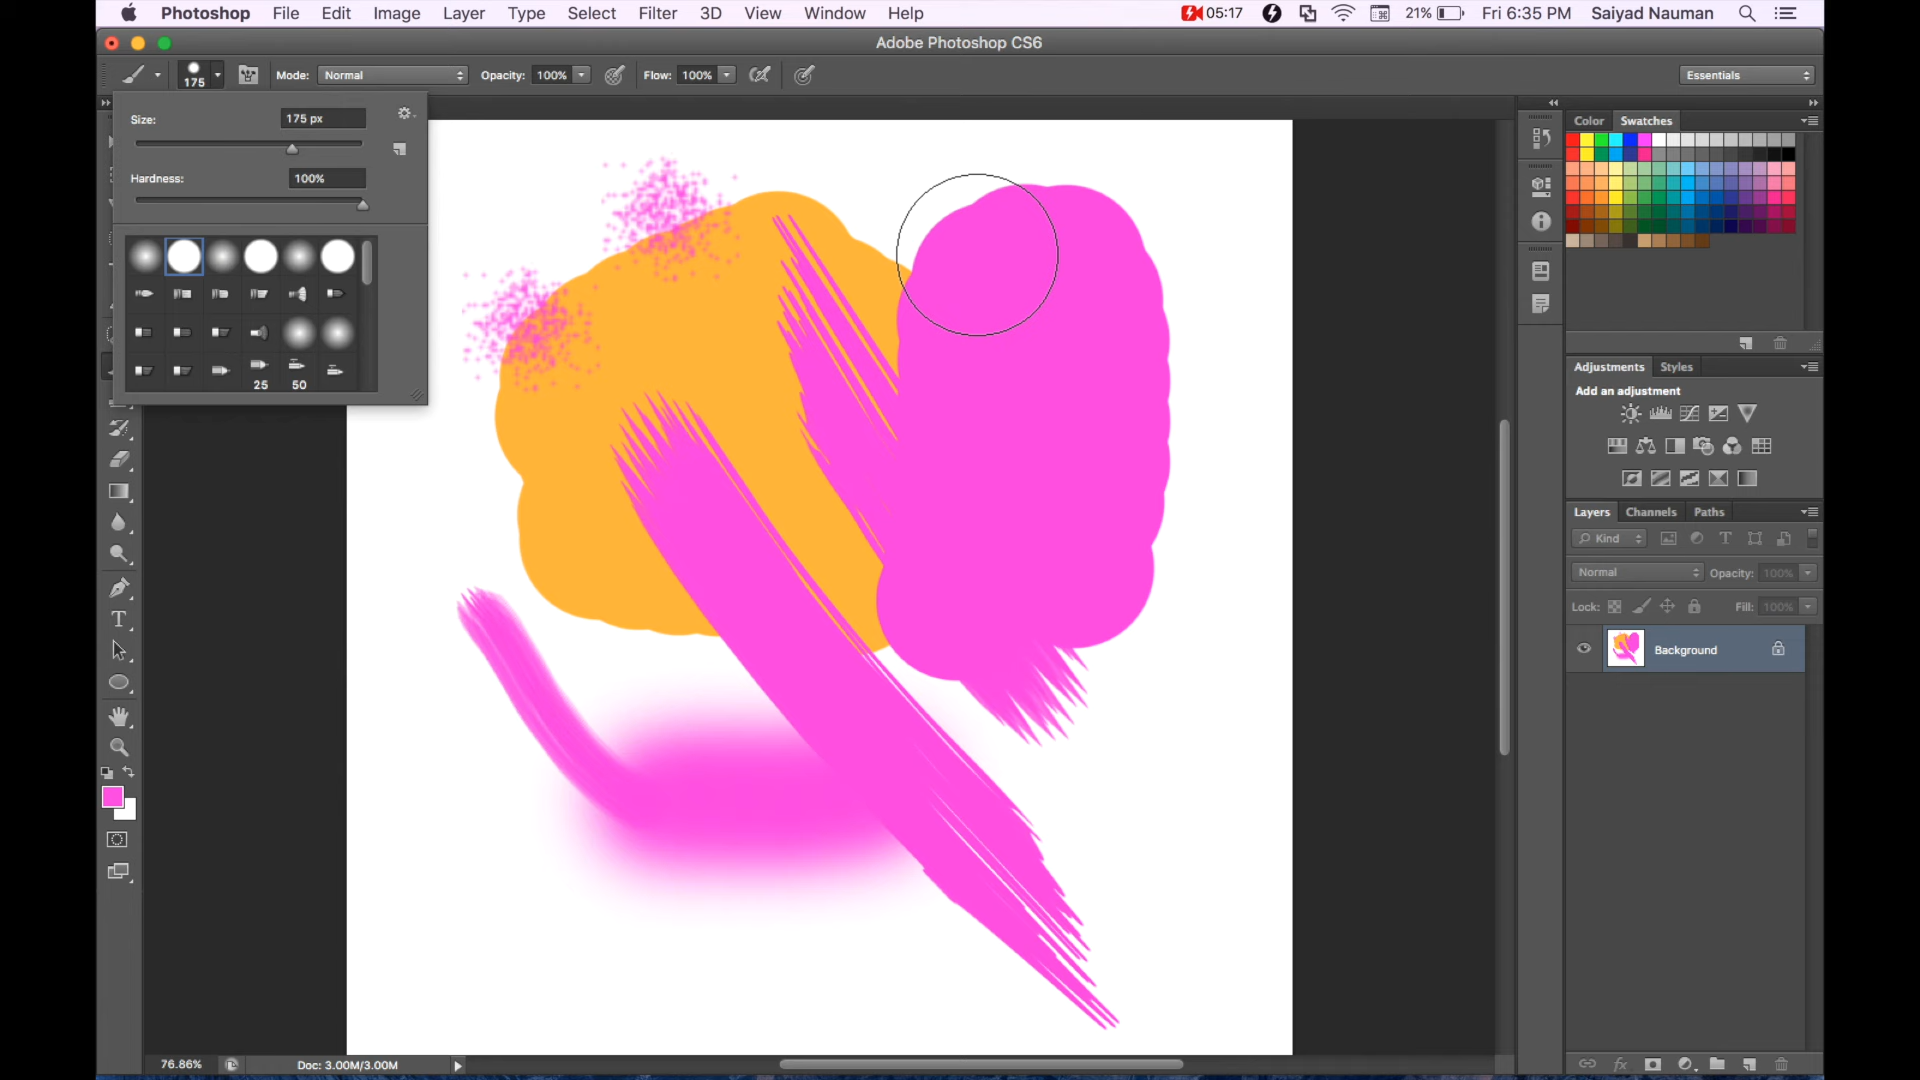 Photoshop File Edit Image Layer Type Select Filter 3D View Window Help 05:17 21% Fri 6:35 PM Saiyad Nauman
Adobe Photoshop CS6
175 Mode: Normal Opacity: 100% Flow: 100% Essentials
Size: 175 px
Hardness: 100%
25 50
Color Swatches
Adjustments Styles
Add an adjustment
Layers Channels Paths
Kind
Normal Opacity: 100%
Lock: Fill: 100%
Background
76.86% Doc: 3.00M/3.00M